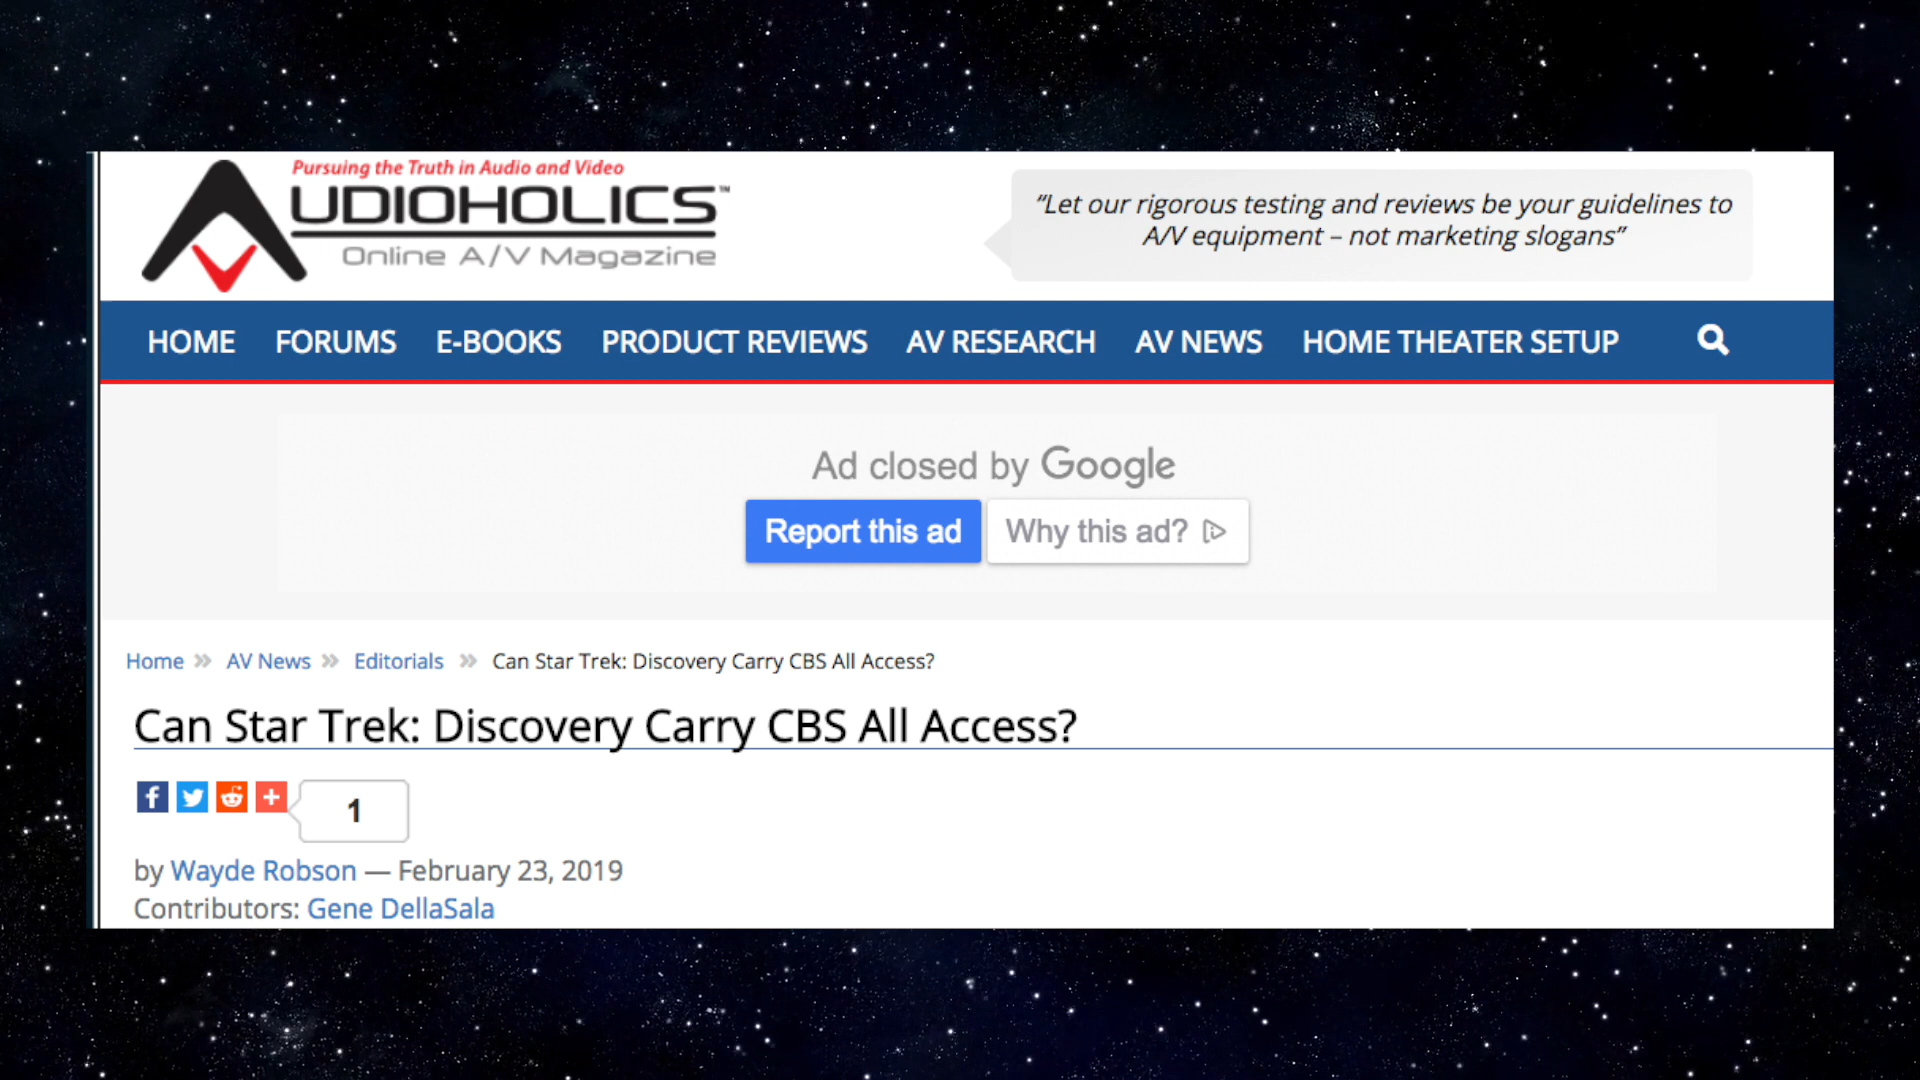 Pursuing the Truth in Audio and Video
AUDIOHOLICS™
Online A/V Magazine
“Let our rigorous testing and reviews be your guidelines to
A/V equipment – not marketing slogans”
HOME FORUMS E-BOOKS PRODUCT REVIEWS AV RESEARCH AV NEWS HOME THEATER SETUP
Ad closed by Google
Report this ad Why this ad?
Home » AV News » Editorials » Can Star Trek: Discovery Carry CBS All Access?
Can Star Trek: Discovery Carry CBS All Access?
1
by Wayde Robson — February 23, 2019
Contributors: Gene DellaSala